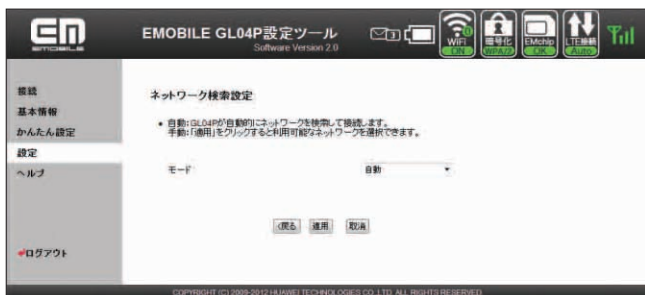 EM
EMOBILE
EMOBILE GL04P設定ツール
Software Version 2.0
3
WiFi
ON
0
暗号化
WPA/2
EMchip
OK
LTE接続
Auto
接続
基本情報
かんたん設定
設定
ヘルプ
ログアウト
ネットワーク検索設定
• 自動:GL04Pが自動的にネットワークを検索して接続します。
手動:「適用」をクリックすると利用可能なネットワークを選択できます。
モード 自動
戻る 適用 取消
COPYRIGHT (C) 2009-2012 HUAWEI TECHNOLOGIES CO., LTD. ALL RIGHTS RESERVED.